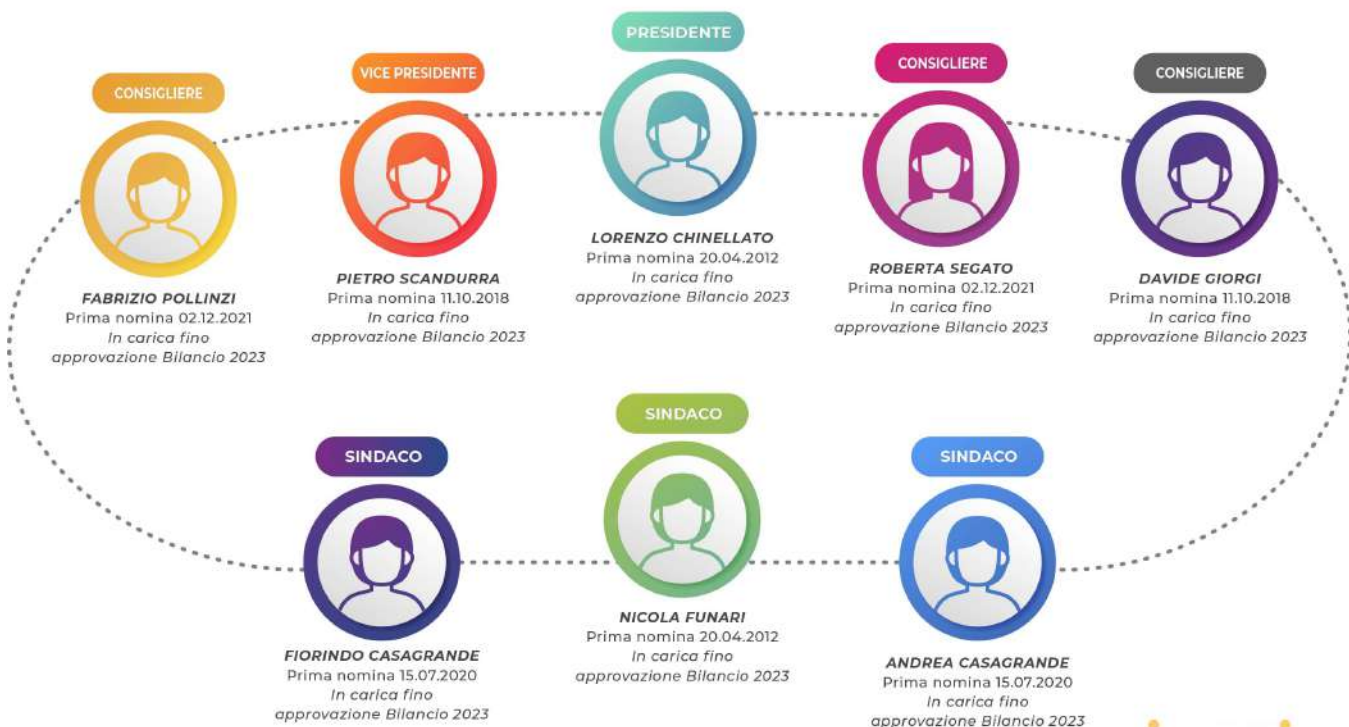 CONSIGLIERE
FABRIZIO POLLINZI
Prima nomina 02.12.2021
In carica fino
approvazione Bilancio 2023
VICE PRESIDENTE
PIETRO SCANDURRA
Prima nomina 11.10.2018
In carica fino
approvazione Bilancio 2023
PRESIDENTE
LORENZO CHINELLATO
Prima nomina 20.04.2012
In carica fino
approvazione Bilancio 2023
CONSIGLIERE
ROBERTA SEGATO
Prima nomina 02.12.2021
In carica fino
approvazione Bilancio 2023
CONSIGLIERE
DAVIDE GIORGI
Prima nomina 11.10.2018
In carica fino
approvazione Bilancio 2023
SINDACO
FIORINDO CASAGRANDE
Prima nomina 15.07.2020
In carica fino
approvazione Bilancio 2023
SINDACO
NICOLA FUNARI
Prima nomina 20.04.2012
In carica fino
approvazione Bilancio 2023
SINDACO
ANDREA CASAGRANDE
Prima nomina 15.07.2020
In carica fino
approvazione Bilancio 2023